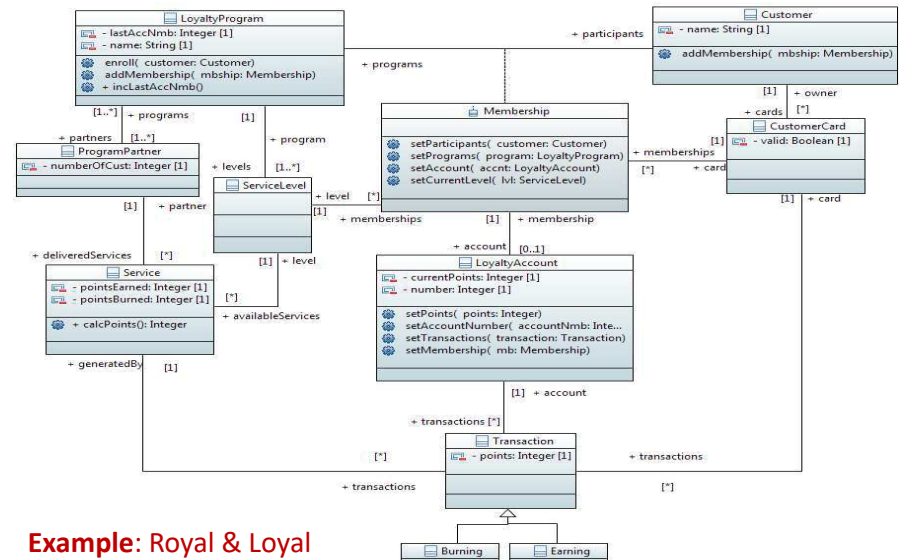 LoyaltyProgram
- lastAccNmb: Integer [1]
- name: String [1]
enroll( customer: Customer)
addMembership( mbship: Membership)
+ incLastAccNmb()
Customer
- name: String [1]
addMembership( mbship: Membership)
+ participants
+ programs
[1..*] + programs
[1]
+ partners [1..*]
+ program
ProgramPartner
- numberOfCust: Integer [1]
+ levels [1..*]
Membership
setParticipants( customer: Customer)
setPrograms( program: LoyaltyProgram)
setAccount( accnt: LoyaltyAccount)
setCurrentLevel( lvl: ServiceLevel)
[1] + owner
+ cards [*]
CustomerCard
- valid: Boolean [1]
[1]
+ memberships
+ card
[*]
ServiceLevel
+ level [*]
[1] + memberships
[1] + partner
[1] + membership
[1] + card
+ deliveredServices [*]
[1] + level
+ account [0..1]
Service
- pointsEarned: Integer [1]
- pointsBurned: Integer [1]
+ calcPoints(): Integer
[*]
+ availableServices
LoyaltyAccount
- currentPoints: Integer [1]
- number: Integer [1]
setPoints( points: Integer)
setAccountNumber( accountNmb: Inte...
setTransactions( transaction: Transaction)
setMembership( mb: Membership)
+ generatedBy [1]
[1] + account
+ transactions [*]
Transaction
- points: Integer [1]
[*]
+ transactions
+ transactions
[*]
Example: Royal & Loyal
Burning
Earning